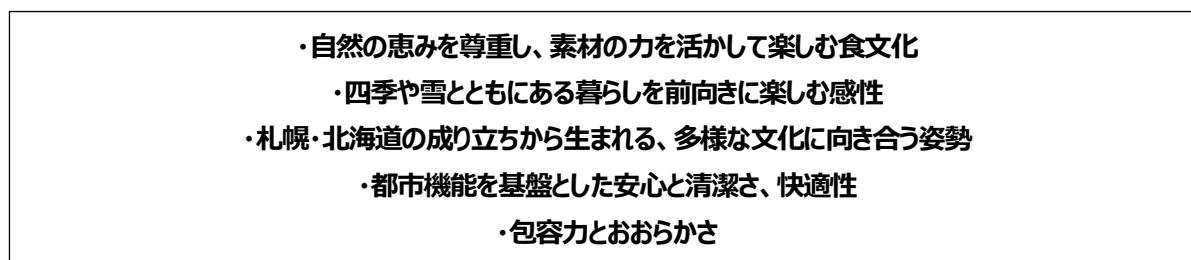 ・自然の恵みを尊重し、素材の力を活かして楽しむ食文化
・四季や雪とともにある暮らしを前向きに楽しむ感性
・札幌・北海道の成り立ちから生まれる、多様な文化に向き合う姿勢
・都市機能を基盤とした安心と清潔さ、快適性
・包容力とおおらかさ